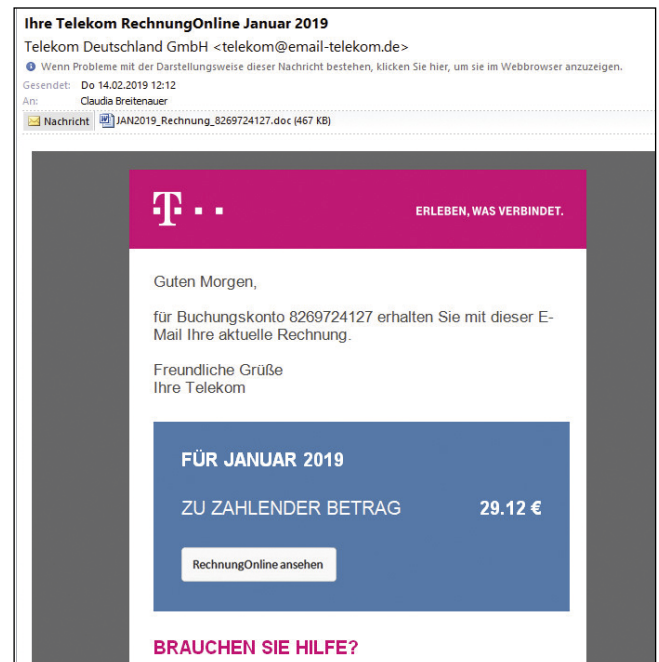 Ihre Telekom RechnungOnline Januar 2019
Telekom Deutschland GmbH <telekom@email-telekom.de>
Wenn Probleme mit der Darstellungsweise dieser Nachricht bestehen, klicken Sie hier, um sie im Webbrowser anzuzeigen.
Gesendet: Do 14.02.2019 12:12
An: Claudia Breitenauer
Nachricht JAN2019_Rechnung_8269724127.doc (467 KB)
T
ERLEBEN, WAS VERBINDET.
Guten Morgen,
für Buchungskonto 8269724127 erhalten Sie mit dieser E-
Mail Ihre aktuelle Rechnung.
Freundliche Grüße
Ihre Telekom
FÜR JANUAR 2019
ZU ZAHLENDER BETRAG 29.12 €
RechnungOnline ansehen
BRAUCHEN SIE HILFE?